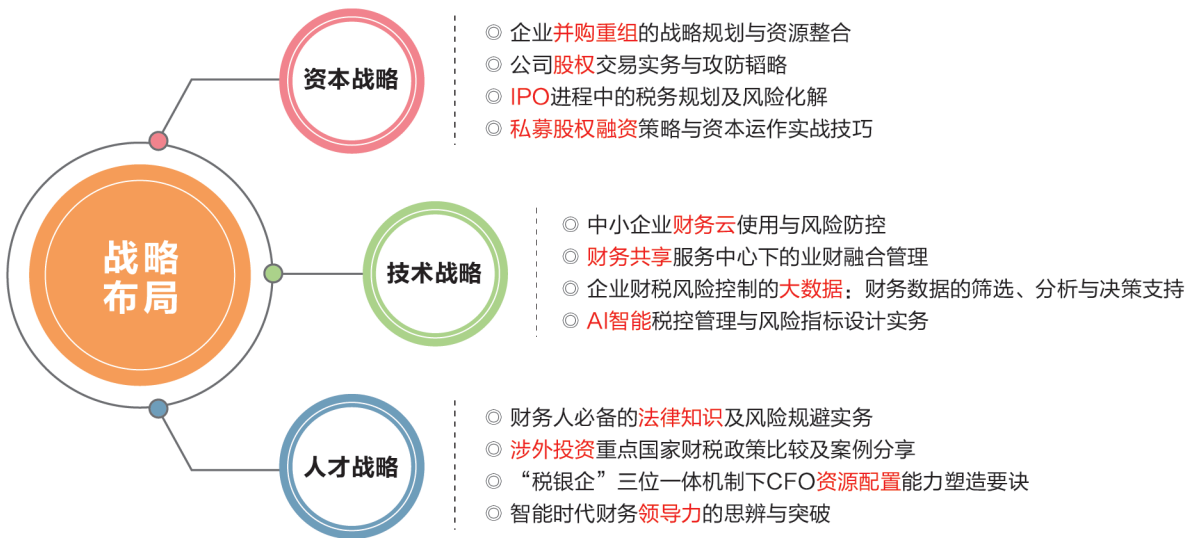 战略
布局
资本战略
◎ 企业并购重组的战略规划与资源整合
◎ 公司股权交易实务与攻防韬略
◎ IPO进程中的税务规划及风险化解
◎ 私募股权融资策略与资本运作实战技巧
技术战略
◎ 中小企业财务云使用与风险防控
◎ 财务共享服务中心下的业财融合管理
◎ 企业财税风险控制的大数据：财务数据的筛选、分析与决策支持
◎ AI智能税控管理与风险指标设计实务
人才战略
◎ 财务人必备的法律知识及风险规避实务
◎ 涉外投资重点国家财税政策比较及案例分享
◎ “税银企”三位一体机制下CFO资源配置能力塑造要诀
◎ 智能时代财务领导力的思辨与突破